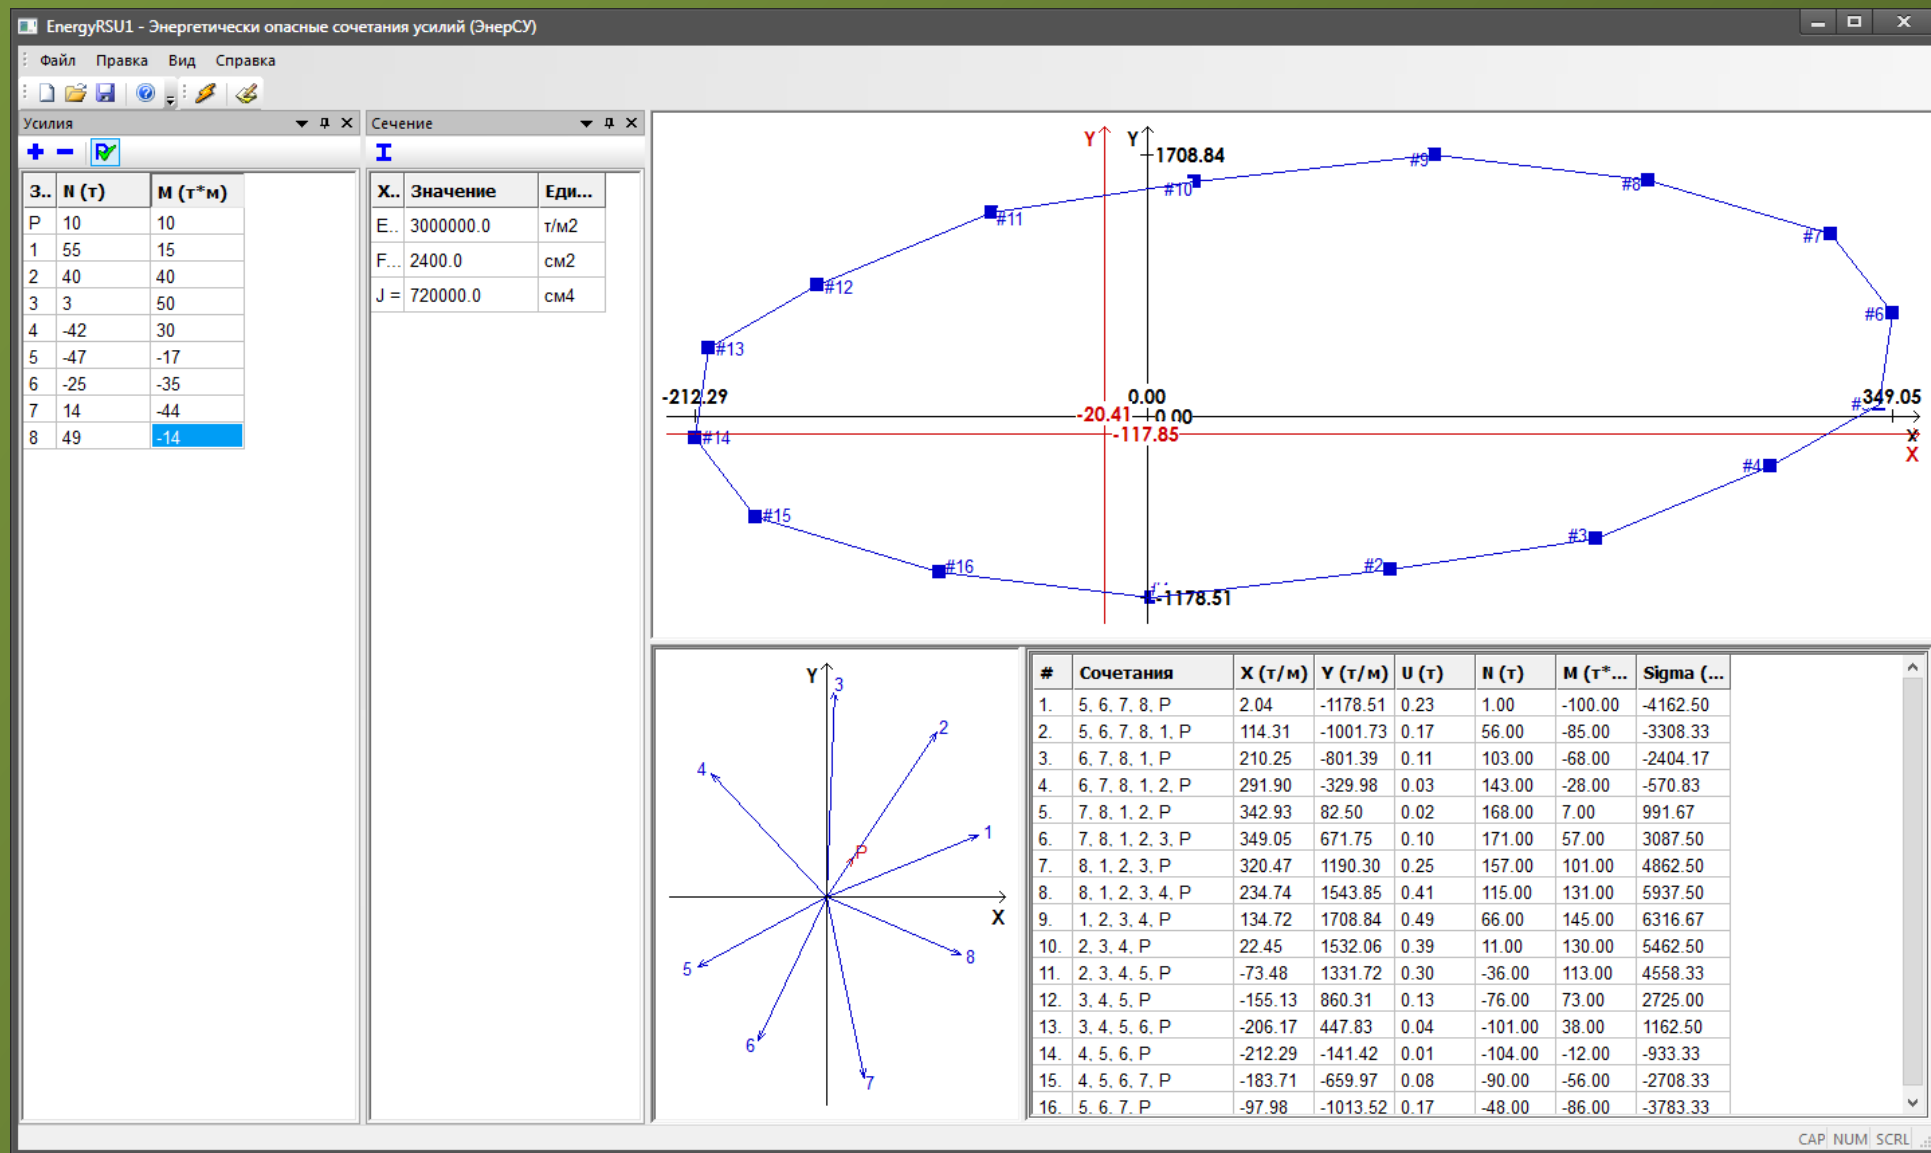 EnergyRSU1 - Энергетически опасные сочетания усилий (ЭнерСУ)
Файл Правка Вид Справка
Усилия
З.. N (т) М (т*м)
P 10 10
1 55 15
2 40 40
3 3 50
4 -42 30
5 -47 -17
6 -25 -35
7 14 -44
8 49 -14
Сечение
Х.. Значение Еди...
E.. 3000000.0 т/м2
F... 2400.0 см2
J = 720000.0 см4
Y Y
1708.84
#9
#10
#8
#11
#7
#12
#6
#13
-212.29 0.00 349.05
-20.41 0.00
-117.85
#14
X
X
#4
#15
#3
#16
#2
-1178.51
Y
3
2
4
1
P
X
8
5
6
7
# Сочетания X (т/м) Y (т/м) U (т) N (т) М (т*... Sigma (...
1. 5, 6, 7, 8, P 2.04 -1178.51 0.23 1.00 -100.00 -4162.50
2. 5, 6, 7, 8, 1, P 114.31 -1001.73 0.17 56.00 -85.00 -3308.33
3. 6, 7, 8, 1, P 210.25 -801.39 0.11 103.00 -68.00 -2404.17
4. 6, 7, 8, 1, 2, P 291.90 -329.98 0.03 143.00 -28.00 -570.83
5. 7, 8, 1, 2, P 342.93 82.50 0.02 168.00 7.00 991.67
6. 7, 8, 1, 2, 3, P 349.05 671.75 0.10 171.00 57.00 3087.50
7. 8, 1, 2, 3, P 320.47 1190.30 0.25 157.00 101.00 4862.50
8. 8, 1, 2, 3, 4, P 234.74 1543.85 0.41 115.00 131.00 5937.50
9. 1, 2, 3, 4, P 134.72 1708.84 0.49 66.00 145.00 6316.67
10. 2, 3, 4, P 22.45 1532.06 0.39 11.00 130.00 5462.50
11. 2, 3, 4, 5, P -73.48 1331.72 0.30 -36.00 113.00 4558.33
12. 3, 4, 5, P -155.13 860.31 0.13 -76.00 73.00 2725.00
13. 3, 4, 5, 6, P -206.17 447.83 0.04 -101.00 38.00 1162.50
14. 4, 5, 6, P -212.29 -141.42 0.01 -104.00 -12.00 -933.33
15. 4, 5, 6, 7, P -183.71 -659.97 0.08 -90.00 -56.00 -2708.33
16. 5, 6, 7, P -97.98 -1013.52 0.17 -48.00 -86.00 -3783.33
CAP NUM SCRL